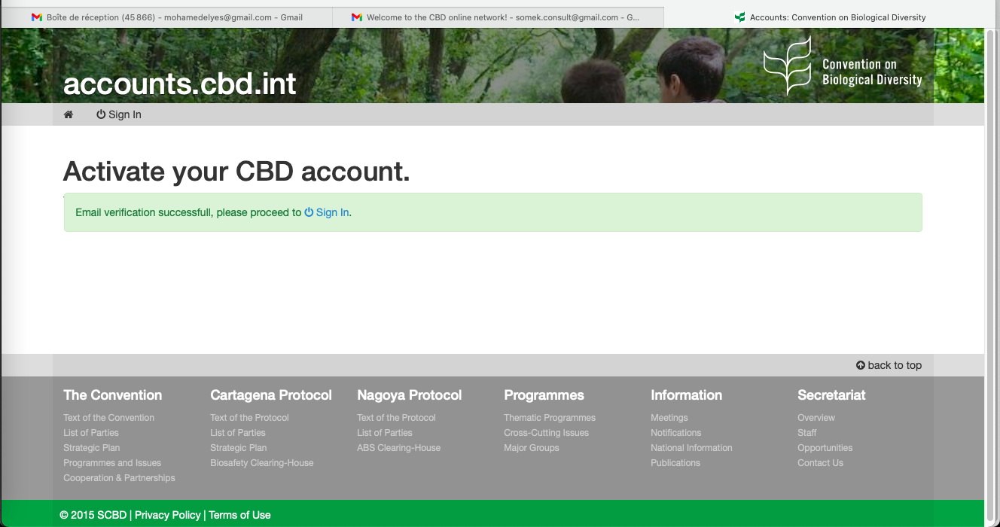 Boîte de réception (45 866) - mohamedelyes@gmail.com - Gmail
Welcome to the CBD online network! - somek.consult@gmail.com - G...
Accounts: Convention on Biological Diversity
accounts.cbd.int
Convention on
Biological Diversity
Sign In
Activate your CBD account.
Email verification successfull, please proceed to Sign In.
back to top
The Convention
Text of the Convention
List of Parties
Strategic Plan
Programmes and Issues
Cooperation & Partnerships
Cartagena Protocol
Text of the Protocol
List of Parties
Strategic Plan
Biosafety Clearing-House
Nagoya Protocol
Text of the Protocol
List of Parties
ABS Clearing-House
Programmes
Thematic Programmes
Cross-Cutting Issues
Major Groups
Information
Meetings
Notifications
National Information
Publications
Secretariat
Overview
Staff
Opportunities
Contact Us
© 2015 SCBD | Privacy Policy | Terms of Use